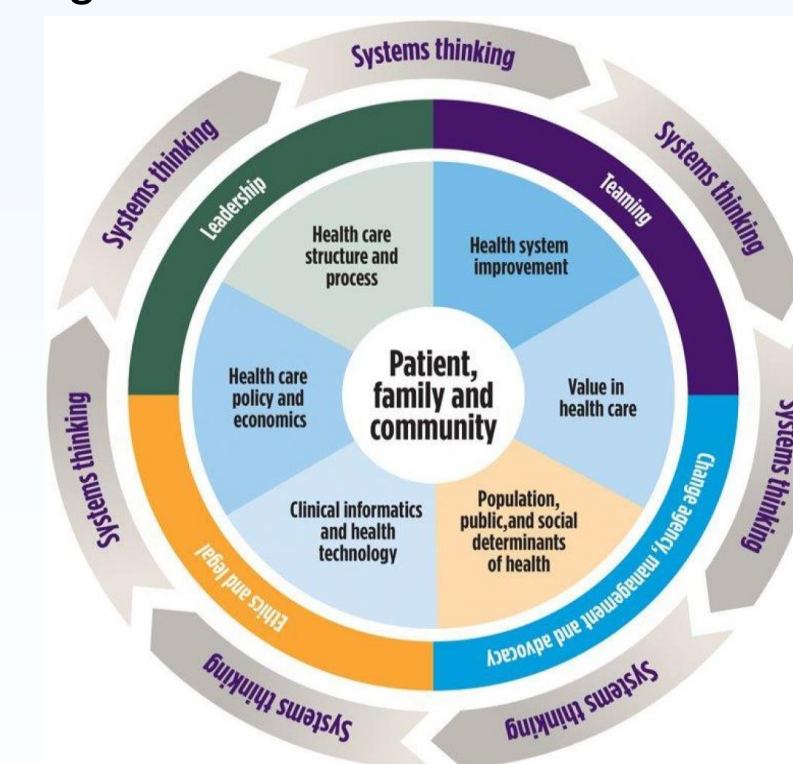 Systems thinking
Systems thinking
Systems thinking
Systems thinking
Systems thinking
Systems thinking
Systems thinking
Leadership
Teaming
Change agency, management and advocacy
Ethics and legal
Health care
structure and
process
Health system
improvement
Health care
policy and
economics
Value in
health care
Clinical informatics
and health
technology
Population,
public,and social
determinants
of health
Patient,
family and
community